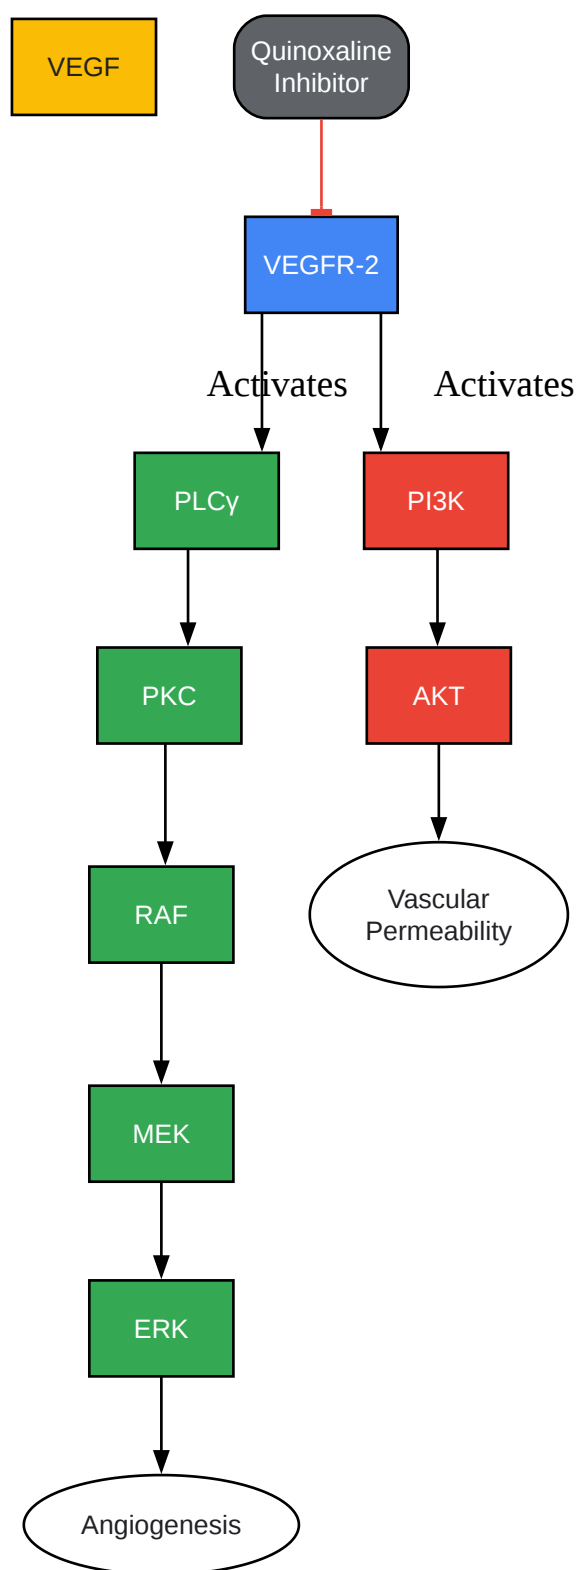 VEGF
Quinoxaline
Inhibitor
VEGFR-2
Activates
Activates
PLCγ
PI3K
PKC
AKT
RAF
Vascular
Permeability
MEK
ERK
Angiogenesis